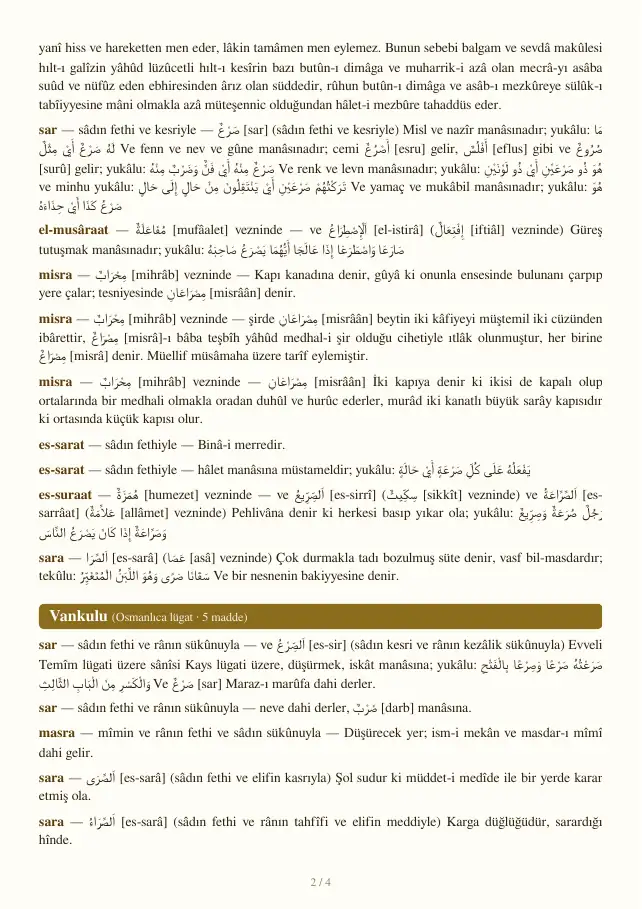 yanî hiss ve hareketten men eder, lâkin tamâmen men eylemez. Bunun sebebi balgam ve sevdâ makûlesi
hılt-ı galîzin yâhûd lüzûcetli hılt-ı kesîrin bazı butûn-ı dimâga ve muharrik-i azâ olan mecrâ-yı asâba
suûd ve nüfûz eden ebhiresinden ârız olan süddedir, rûhun butûn-ı dimâga ve asâb-ı mezkûreye sülûk-ı
tabîiyyesine mâni olmakla azâ müteşennic olduğundan hâlet-i mezbûre tahaddüs eder.
sar — sâdın fethi ve kesriyle — صَرْعٌ [sar] (sâdın fethi ve kesriyle) Misl ve nazîr manâsınadır; yukâlu: مَا
لَهُ صَرْعٌ أَيْ مِثْلٌ Ve fenn ve nev ve gûne manâsınadır; cemi أَصْرُعٌ [esru] gelir, أَفْلُسٌ [eflus] gibi ve صُرُوعٌ
[surû] gelir; yukâlu: هُوَ ذُو صَرْعَيْنِ أَيْ ذُو لَوْنَيْنِ Ve renk ve levn manâsınadır; yukâlu: صَرْعٌ مِنْهُ أَيْ فَنٌّ وَضَرْبٌ مِنْهُ
ve minhu yukâlu: تَرَكْتُهُمْ صَرْعَيْنِ أَيْ يَنْتَقِلُونَ مِنْ حَالٍ إِلَى حَالٍ Ve yamaç ve mukâbil manâsınadır; yukâlu: هُوَ
صَرْعُ كَذَا أَيْ حِذَاءَهُ
el-musâraat — مُفَاعَلَةٌ [mufâalet] vezninde — ve اَلْاِصْطِرَاعُ [el-istirâ] (إِفْتِعَالٌ [iftiâl] vezninde) Güreş
tutuşmak manâsınadır; yukâlu: صَارَعَا وَاصْطَرَعَا إِذَا عَالَجَا أَيُّهُمَا يَصْرَعُ صَاحِبَهُ
misra — مِحْرَابٌ [mihrâb] vezninde — Kapı kanadına denir, gûyâ ki onunla ensesinde bulunanı çarpıp
yere çalar; tesniyesinde مِصْرَاعَانِ [misrâân] denir.
misra — مِحْرَابٌ [mihrâb] vezninde — şirde مِصْرَاعَانِ [misrâân] beytin iki kâfiyeyi müştemil iki cüzünden
ibârettir, مِصْرَاعٌ [misrâ]-ı bâba teşbîh yâhûd medhal-i şir olduğu cihetiyle ıtlâk olunmuştur, her birine
مِصْرَاعٌ [misrâ] denir. Müellif müsâmaha üzere tarîf eylemiştir.
misra — مِحْرَابٌ [mihrâb] vezninde — مِصْرَاعَانِ [misrâân] İki kapıya denir ki ikisi de kapalı olup
ortalarında bir medhali olmakla oradan duhûl ve hurûc ederler, murâd iki kanatlı büyük sarây kapısıdır
ki ortasında küçük kapısı olur.
es-sarat — sâdın fethiyle — Binâ-i merredir.
es-sarat — sâdın fethiyle — hâlet manâsına müstameldir; yukâlu: يَفْعَلُهُ عَلَى كُلِّ صَرْعَةٍ أَيْ حَالَةٍ
es-suraat — هُمَزَةٌ [humezet] vezninde — ve اَلصِّرِّيعُ [es-sirrî] (سِكِّيتٌ [sikkît] vezninde) ve اَلصَّرَّاعَةُ [es-
sarrâat] (عَلَّامَةٌ [allâmet] vezninde) Pehlivâna denir ki herkesi basıp yıkar ola; yukâlu: رَجُلٌ صُرَعَةٌ وَصِرِّيعٌ
وَصَرَّاعَةٌ إِذَا كَانَ يَصْرَعُ النَّاسَ
sara — اَلصَّرَا [es-sarâ] (عَصَا [asâ] vezninde) Çok durmakla tadı bozulmuş süte denir, vasf bil-masdardır;
tekûlu: سَقَانَا صَرًى وَهُوَ اللَّبَنُ الْمُتَغَيِّرُ Ve bir nesnenin bakiyyesine denir.
Vankulu (Osmanlıca lügat · 5 madde)
sar — sâdın fethi ve rânın sükûnuyla — ve اَلصِّرْعُ [es-sir] (sâdın kesri ve rânın kezâlik sükûnuyla) Evveli
Temîm lügati üzere sânîsi Kays lügati üzere, düşürmek, iskât manâsına; yukâlu: صَرَعْتُهُ صَرْعًا وَصِرْعًا بِالْفَتْحِ
وَالْكَسْرِ مِنَ الْبَابِ الثَّالِثِ Ve صَرْعٌ [sar] Maraz-ı marûfa dahi derler.
sar — sâdın fethi ve rânın sükûnuyla — neve dahi derler, ضَرْبٌ [darb] manâsına.
masra — mîmin ve rânın fethi ve sâdın sükûnuyla — Düşürecek yer; ism-i mekân ve masdar-ı mîmî
dahi gelir.
sara — اَلصَّرَى [es-sarâ] (sâdın fethi ve elifin kasrıyla) Şol sudur ki müddet-i medîde ile bir yerde karar
etmiş ola.
sara — اَلصَّرَاءُ [es-sarâ] (sâdın fethi ve rânın tahfîfi ve elifin meddiyle) Karga düğlüğüdür, sarardığı
hînde.
2 / 4